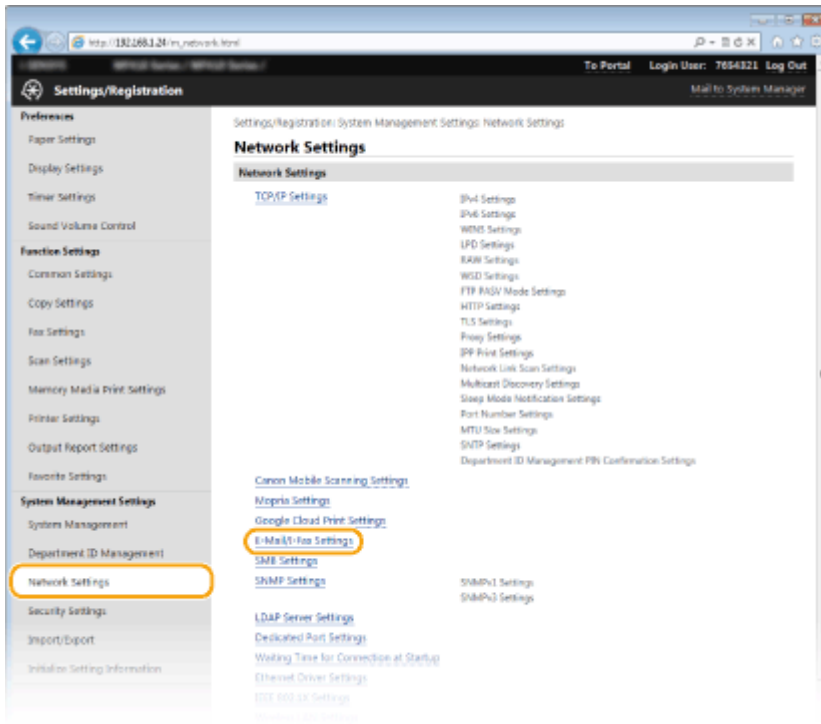 http://192.168.1.24/m_network.html
To Portal Login User: 7654321 Log Out
Settings/Registration
Mail to System Manager
Preferences
Paper Settings
Display Settings
Timer Settings
Sound Volume Control
Function Settings
Common Settings
Copy Settings
Fax Settings
Scan Settings
Memory Media Print Settings
Printer Settings
Output Report Settings
Favorite Settings
System Management Settings
System Management
Department ID Management
Network Settings
Security Settings
Import/Export
Initialize Setting Information
Settings/Registration: System Management Settings: Network Settings
Network Settings
Network Settings
TCP/IP Settings
IPv4 Settings
IPv6 Settings
WINS Settings
LPD Settings
RAW Settings
WSD Settings
FTP PASV Mode Settings
HTTP Settings
TLS Settings
Proxy Settings
IPP Print Settings
Network Link Scan Settings
Multicast Discovery Settings
Sleep Mode Notification Settings
Port Number Settings
MTU Size Settings
SNTP Settings
Department ID Management PIN Confirmation Settings
Canon Mobile Scanning Settings
Mopria Settings
Google Cloud Print Settings
E-Mail/I-Fax Settings
SMB Settings
SNMP Settings
SNMPv1 Settings
SNMPv3 Settings
LDAP Server Settings
Dedicated Port Settings
Waiting Time for Connection at Startup
Ethernet Driver Settings
IEEE 802.1X Settings